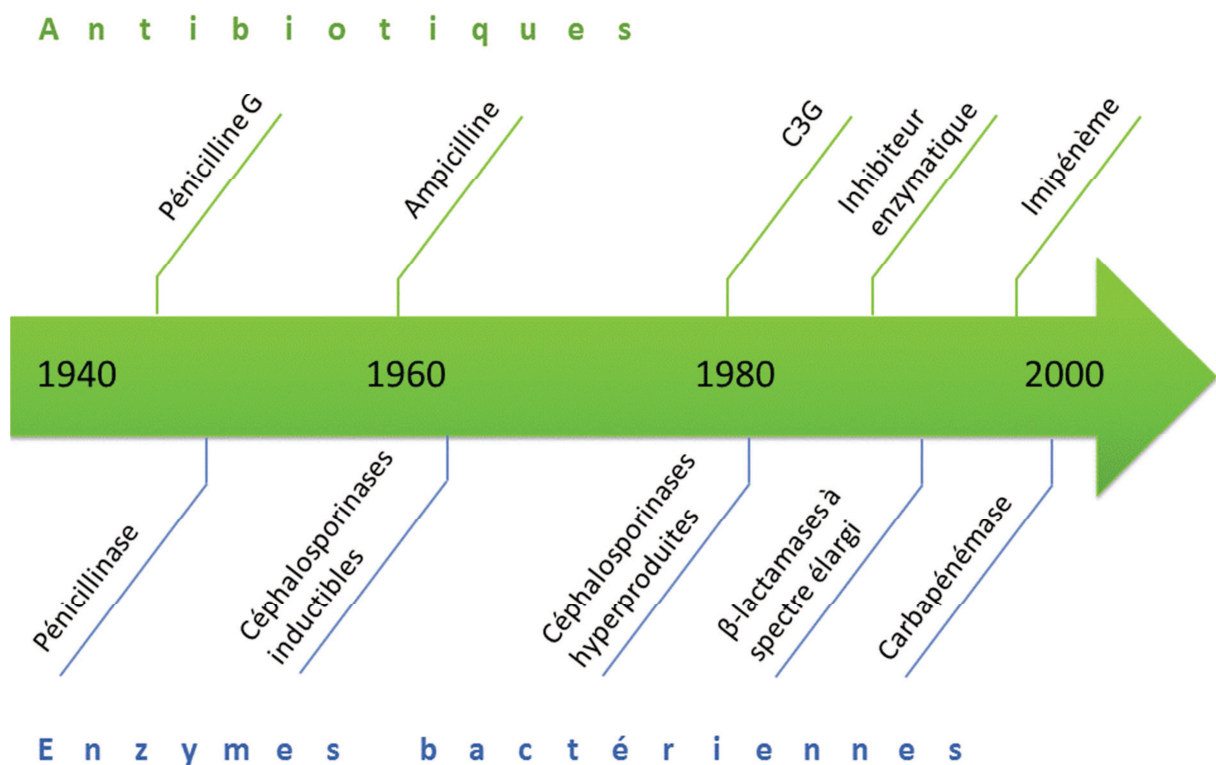 Antibiotiques
Pénicilline G
Ampicilline
C3G
Inhibiteur
enzymatique
Imipénème
1940
1960
1980
2000
Pénicillinase
Céphalosporinases
inductibles
Céphalosporinases
hyperproduites
β-lactamases à
spectre élargi
Carbapénémase
Enzymes bactériennes